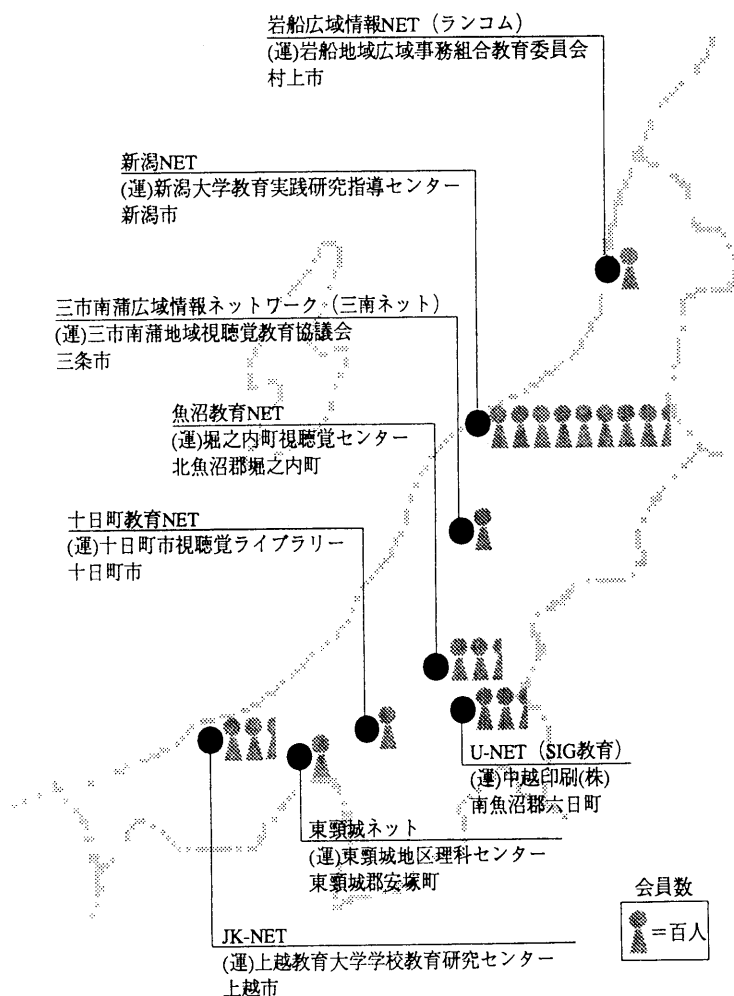 岩船広域情報NET（ランコム）
(運)岩船地域広域事務組合教育委員会
村上市
新潟NET
(運)新潟大学教育実践研究指導センター
新潟市
三市南蒲広域情報ネットワーク（三南ネット）
(運)三市南蒲地域視聴覚教育協議会
三条市
魚沼教育NET
(運)堀之内町視聴覚センター
北魚沼郡堀之内町
十日町教育NET
(運)十日町市視聴覚ライブラリー
十日町市
U-NET（SIG教育）
(運)中越印刷(株)
南魚沼郡六日町
東頸城ネット
(運)東頸城地区理科センター
東頸城郡安塚町
会員数
=百人
JK-NET
(運)上越教育大学学校教育研究センター
上越市